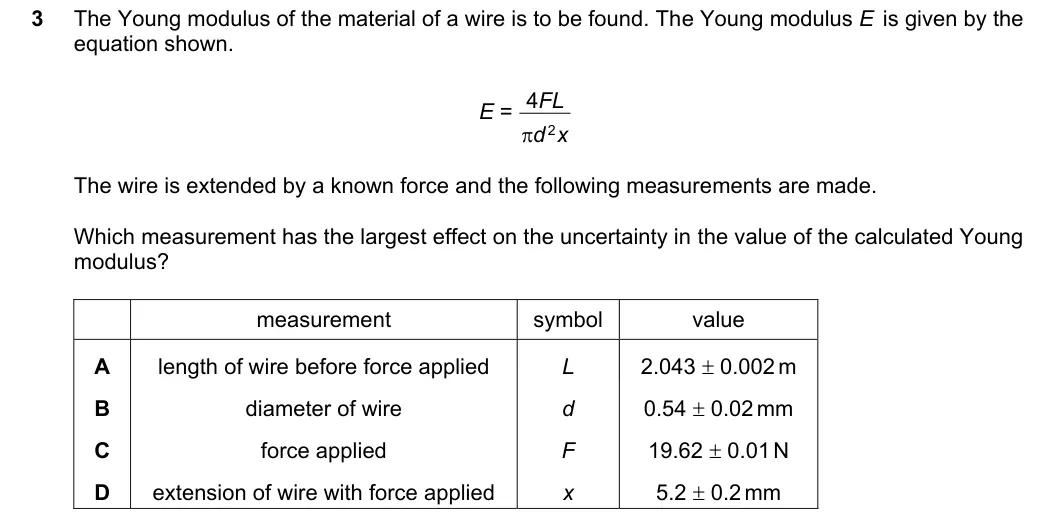 3 The Young modulus of the material of a wire is to be found. The Young modulus E is given by the
equation shown.
E = 4FL / πd²x
The wire is extended by a known force and the following measurements are made.
Which measurement has the largest effect on the uncertainty in the value of the calculated Young
modulus?
measurement symbol value
A length of wire before force applied L 2.043 ± 0.002 m
B diameter of wire d 0.54 ± 0.02 mm
C force applied F 19.62 ± 0.01 N
D extension of wire with force applied x 5.2 ± 0.2 mm